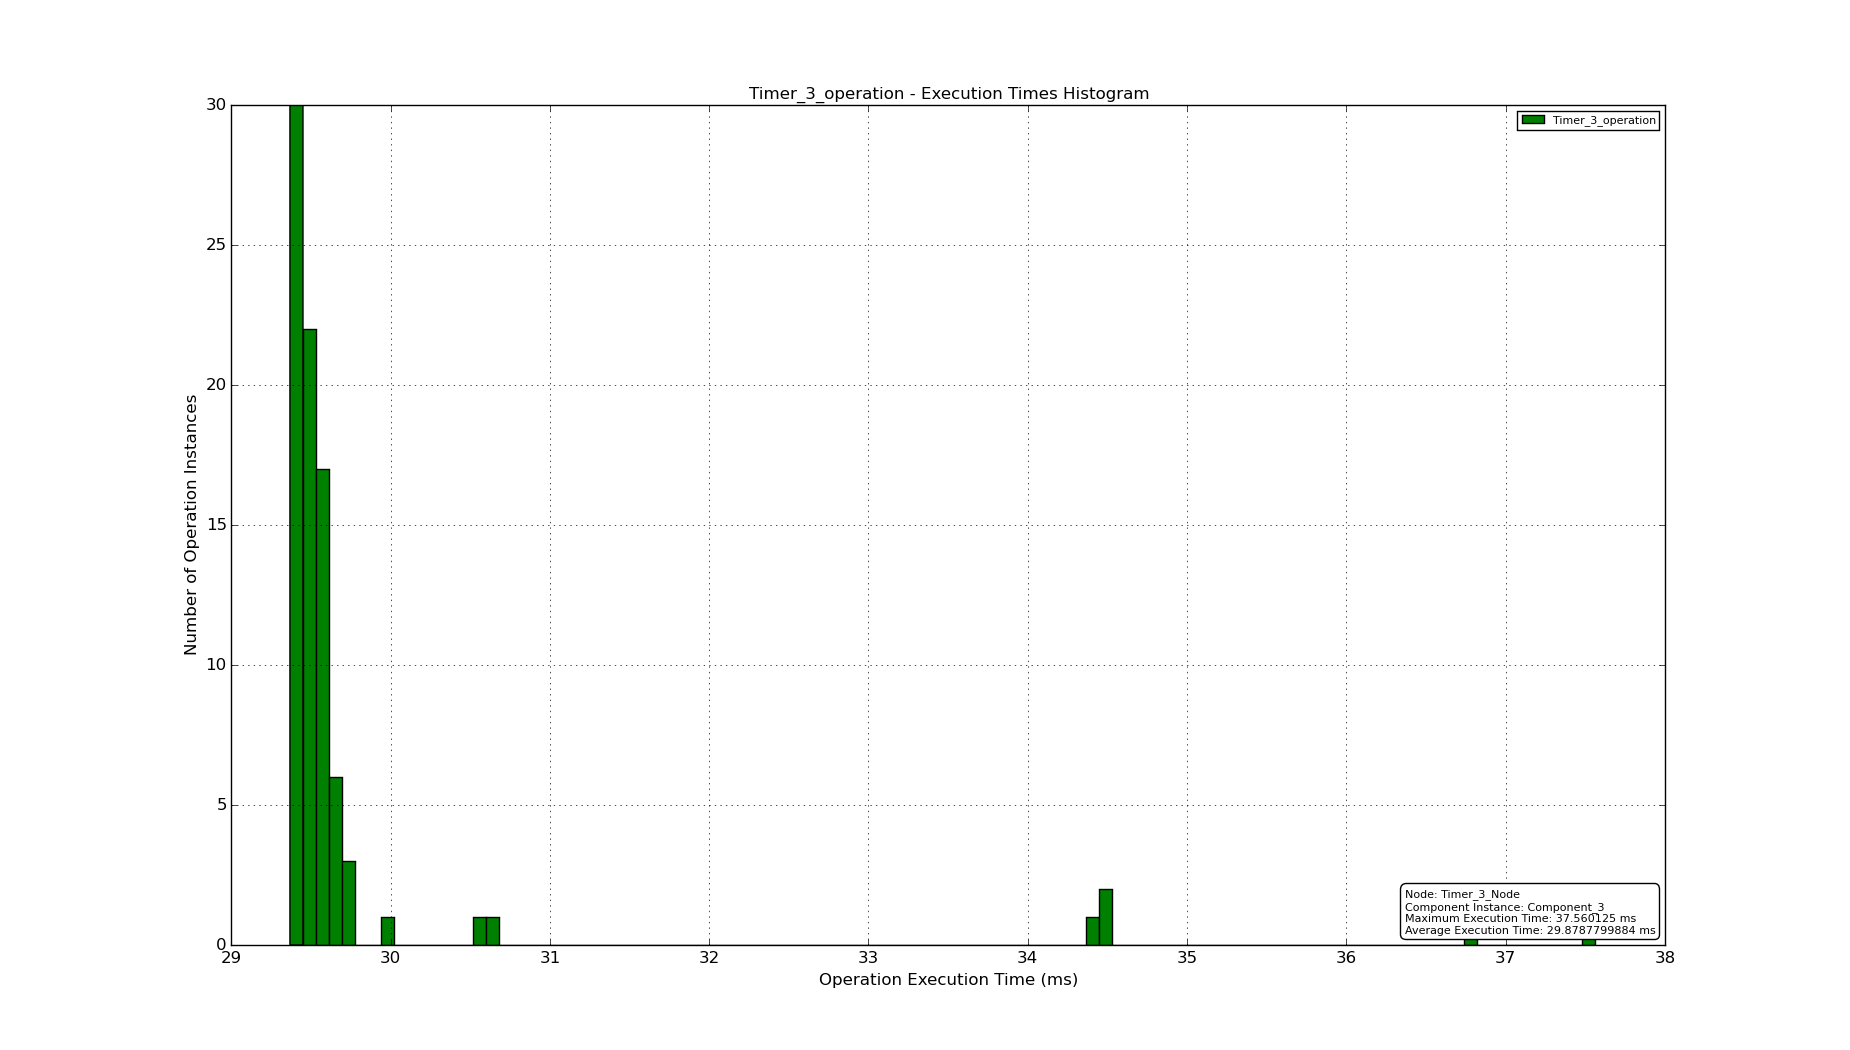 Timer_3_operation - Execution Times Histogram
30
Timer_3_operation
25
20
15
10
5
0
Number of Operation Instances
Node: Timer_3_Node
Component Instance: Component_3
Maximum Execution Time: 37.560125 ms
Average Execution Time: 29.8787799884 ms
29 30 31 32 33 34 35 36 37 38
Operation Execution Time (ms)